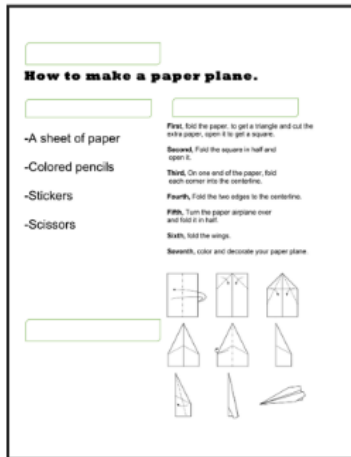 How to make a paper plane.
-A sheet of paper
-Colored pencils
-Stickers
-Scissors
First, fold the paper, to get a triangle and cut the
extra paper, open it to get a square.
Second, Fold the square in half and
open it.
Third, On one end of the paper, fold
each corner into the centerline.
Fourth, Fold the two edges to the centerline.
Fifth, Turn the paper airplane over
and fold it in half.
Sixth, fold the wings.
Seventh, color and decorate your paper plane.